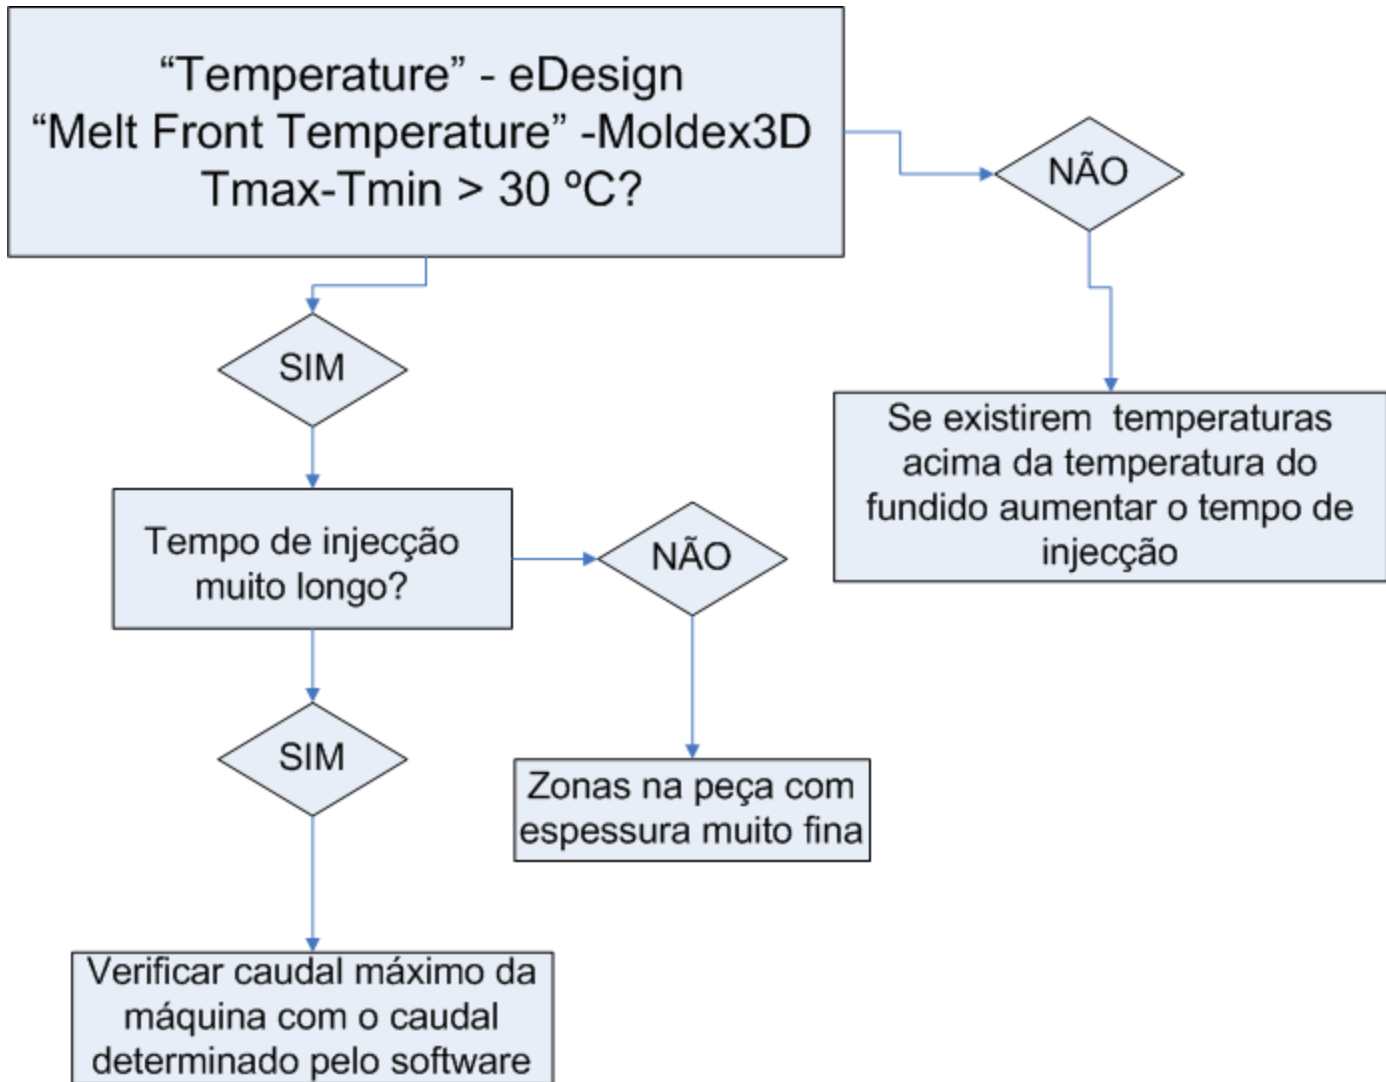 “Temperature” - eDesign
“Melt Front Temperature” -Moldex3D
Tmax-Tmin > 30 ºC?
NÃO
SIM
Se existirem temperaturas
acima da temperatura do
fundido aumentar o tempo de
injecção
Tempo de injecção
muito longo?
NÃO
SIM
Zonas na peça com
espessura muito fina
Verificar caudal máximo da
máquina com o caudal
determinado pelo software